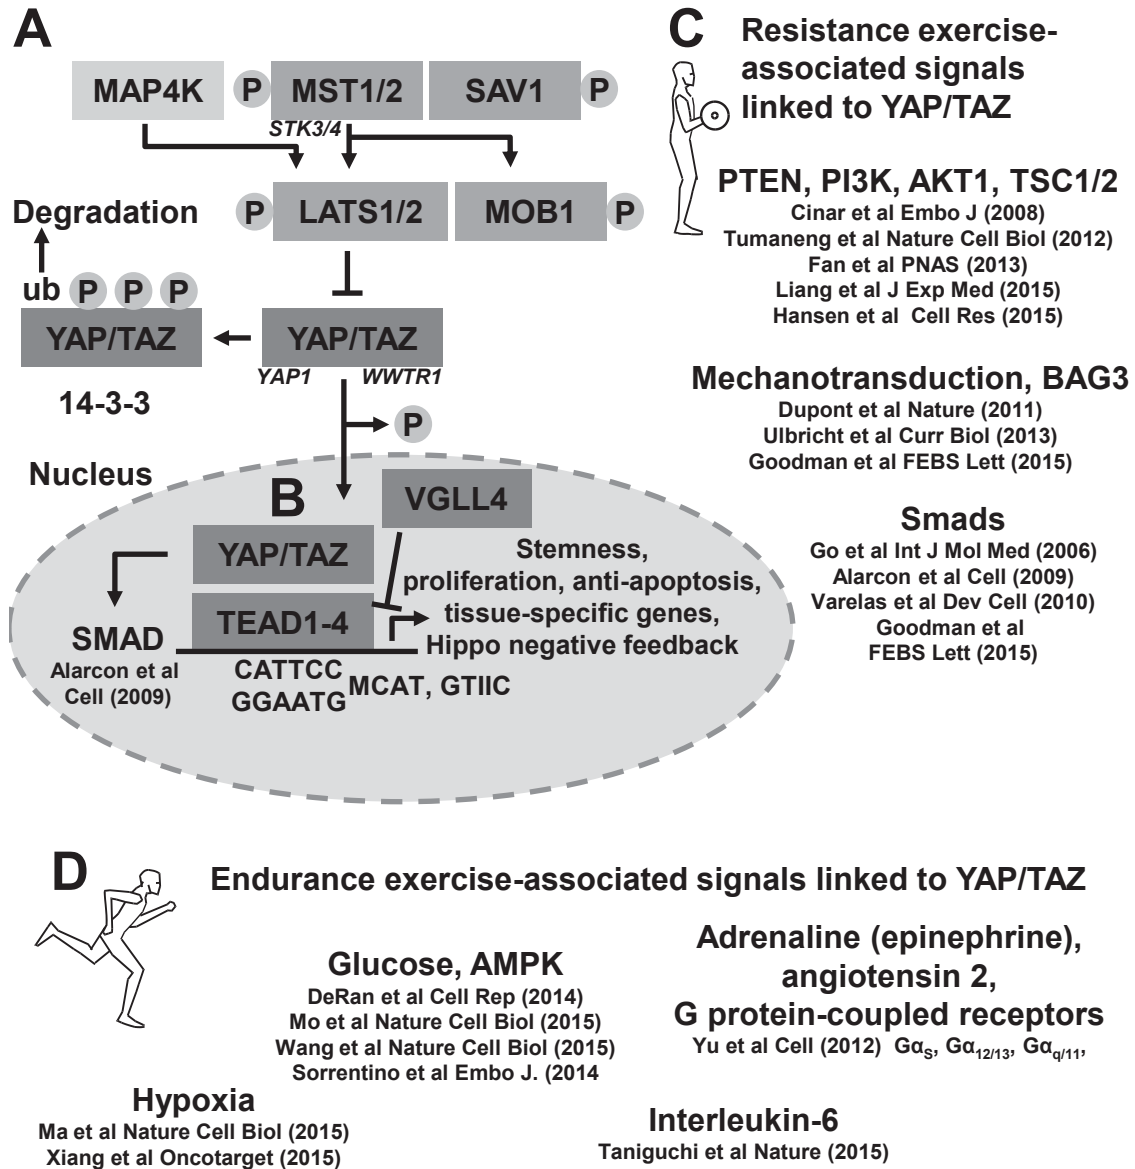 A
MAP4K
P
MST1/2
SAV1
P
STK3/4
P
LATS1/2
MOB1
P
Degradation
ub
P
P
P
YAP/TAZ
YAP/TAZ
YAP1
WWTR1
14-3-3
P
Nucleus
B
VGLL4
YAP/TAZ
TEAD1-4
Stemness,
proliferation, anti-apoptosis,
tissue-specific genes,
Hippo negative feedback
SMAD
Alarcon et al
Cell (2009)
CATTCC
GGAATG
MCAT, GTIIC
C
Resistance exercise-
associated signals
linked to YAP/TAZ
PTEN, PI3K, AKT1, TSC1/2
Cinar et al Embo J (2008)
Tumaneng et al Nature Cell Biol (2012)
Fan et al PNAS (2013)
Liang et al J Exp Med (2015)
Hansen et al Cell Res (2015)
Mechanotransduction, BAG3
Dupont et al Nature (2011)
Ulbricht et al Curr Biol (2013)
Goodman et al FEBS Lett (2015)
Smads
Go et al Int J Mol Med (2006)
Alarcon et al Cell (2009)
Varelas et al Dev Cell (2010)
Goodman et al
FEBS Lett (2015)
D
Endurance exercise-associated signals linked to YAP/TAZ
Glucose, AMPK
DeRan et al Cell Rep (2014)
Mo et al Nature Cell Biol (2015)
Wang et al Nature Cell Biol (2015)
Sorrentino et al Embo J. (2014
Adrenaline (epinephrine),
angiotensin 2,
G protein-coupled receptors
Yu et al Cell (2012) Gα_S, Gα_12/13, Gα_q/11,
Hypoxia
Ma et al Nature Cell Biol (2015)
Xiang et al Oncotarget (2015)
Interleukin-6
Taniguchi et al Nature (2015)